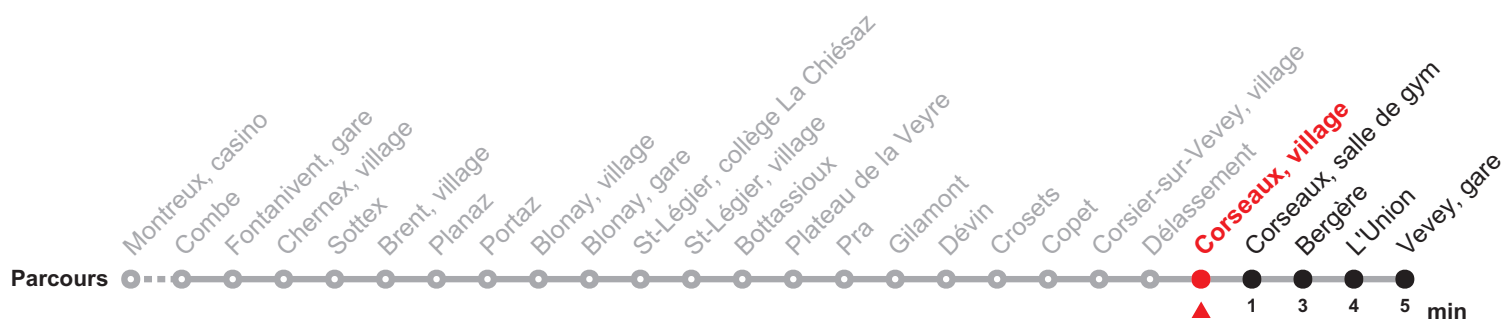 Montreux, casino
Combe
Fontanivent, gare
Chernex, village
Sottex
Brent, village
Planaz
Portaz
Blonay, village
Blonay, gare
St-Légier, collège La Chiésaz
St-Légier, village
Bottassioux
Plateau de la Veyre
Pra
Gilamont
Dévin
Crosets
Copet
Corsier-sur-Vevey, village
Délassement
Corseaux, village
Corseaux, salle de gym
Bergère
L'Union
Vevey, gare
Parcours
1 3 4 5 min